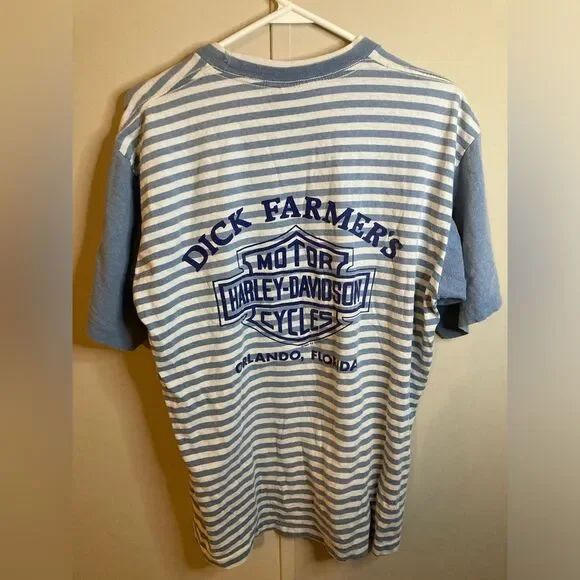 DICK FARMER'S
MOTOR
HARLEY-DAVIDSON
CYCLES
ORLANDO, FLORIDA